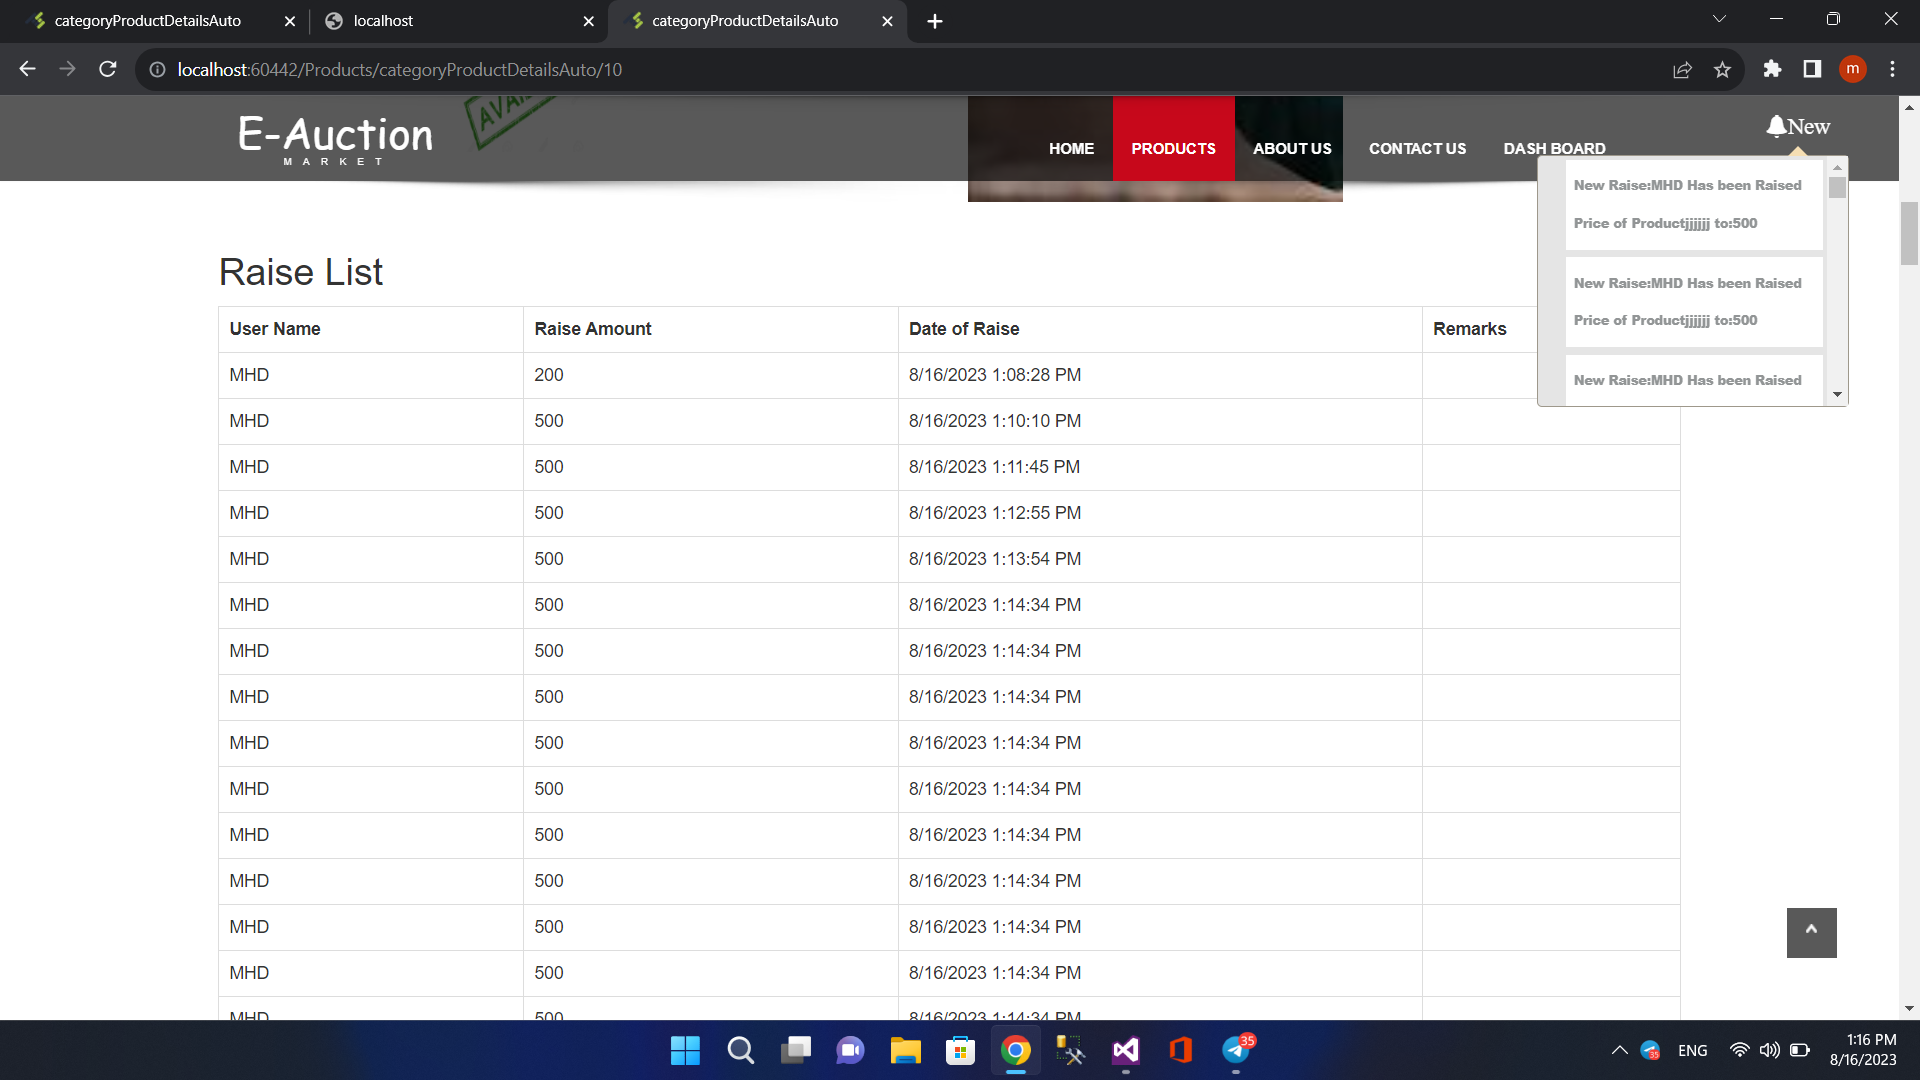 categoryProductDetailsAuto
localhost
categoryProductDetailsAuto
localhost:60442/Products/categoryProductDetailsAuto/10
m
E-Auction
MARKET
HOME
PRODUCTS
ABOUT US
CONTACT US
DASH BOARD
New
New Raise:MHD Has been Raised
Price of Productjjjjjj to:500
New Raise:MHD Has been Raised
Price of Productjjjjjj to:500
New Raise:MHD Has been Raised
Raise List
User Name Raise Amount Date of Raise Remarks
MHD 200 8/16/2023 1:08:28 PM
MHD 500 8/16/2023 1:10:10 PM
MHD 500 8/16/2023 1:11:45 PM
MHD 500 8/16/2023 1:12:55 PM
MHD 500 8/16/2023 1:13:54 PM
MHD 500 8/16/2023 1:14:34 PM
MHD 500 8/16/2023 1:14:34 PM
MHD 500 8/16/2023 1:14:34 PM
MHD 500 8/16/2023 1:14:34 PM
MHD 500 8/16/2023 1:14:34 PM
MHD 500 8/16/2023 1:14:34 PM
MHD 500 8/16/2023 1:14:34 PM
MHD 500 8/16/2023 1:14:34 PM
MHD 500 8/16/2023 1:14:34 PM
MHD 500 8/16/2023 1:14:34 PM
35
35
ENG
1:16 PM
8/16/2023